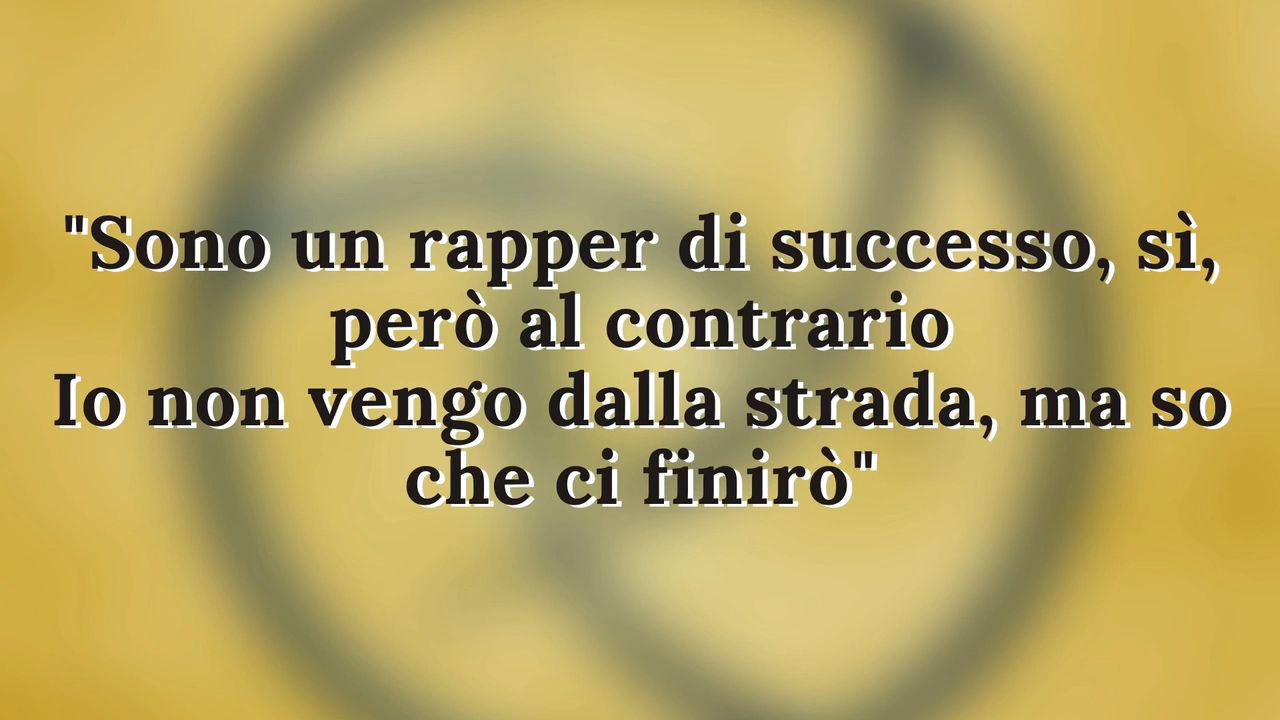 "Sono un rapper di successo, sì,
però al contrario
Io non vengo dalla strada, ma so
che ci finirò"